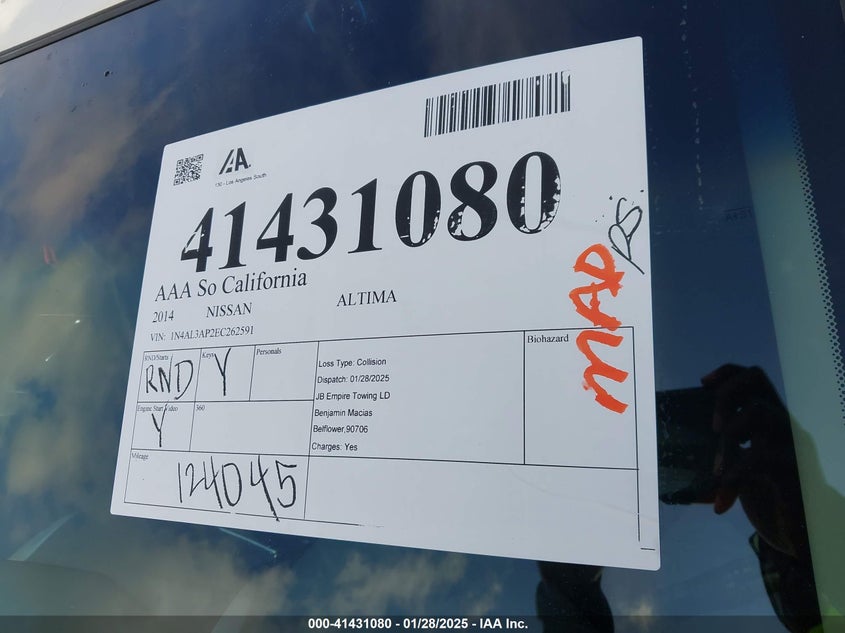 IAA
130 - Los Angeles South
41431080
AAA So California
2014 NISSAN ALTIMA
VIN: 1N4AL3AP2EC262591
RND/Starts RND
Keys Y
Personals
Engine Start Video Y
360
Mileage
124045
Loss Type: Collision
Dispatch: 01/28/2025
JB Empire Towing LD
Benjamin Macias
Belflower,90706
Charges: Yes
Biohazard
MAP
000-41431080 - 01/28/2025 - IAA Inc.